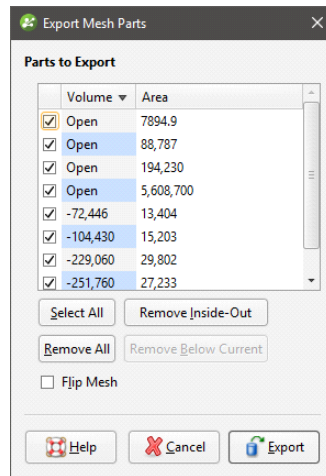 Export Mesh Parts
Parts to Export
Volume Area
Open 7894.9
Open 88,787
Open 194,230
Open 5,608,700
-72,446 13,404
-104,430 15,203
-229,060 29,802
-251,760 27,233
Select All Remove Inside-Out
Remove All Remove Below Current
Flip Mesh
Help Cancel Export